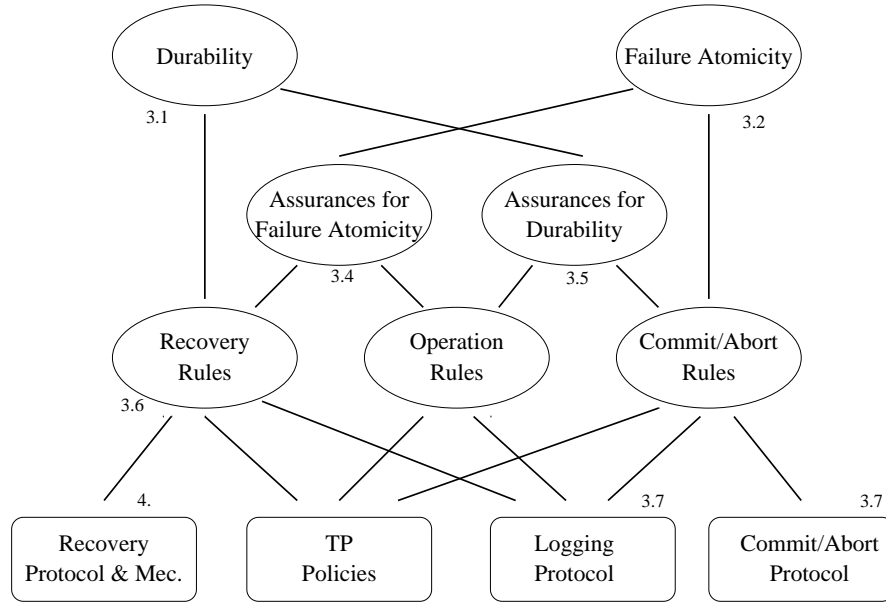 Durability
Failure Atomicity
3.1
3.2
Assurances for
Failure Atomicity
Assurances for
Durability
3.4
3.5
Recovery
Rules
Operation
Rules
Commit/Abort
Rules
3.6
4.
3.7
3.7
Recovery
Protocol & Mec.
TP
Policies
Logging
Protocol
Commit/Abort
Protocol